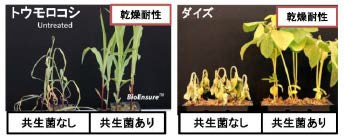 トウモロコシ
Untreated
乾燥耐性
BioEnsure™
共生菌なし
共生菌あり
ダイズ
乾燥耐性
共生菌なし
共生菌あり